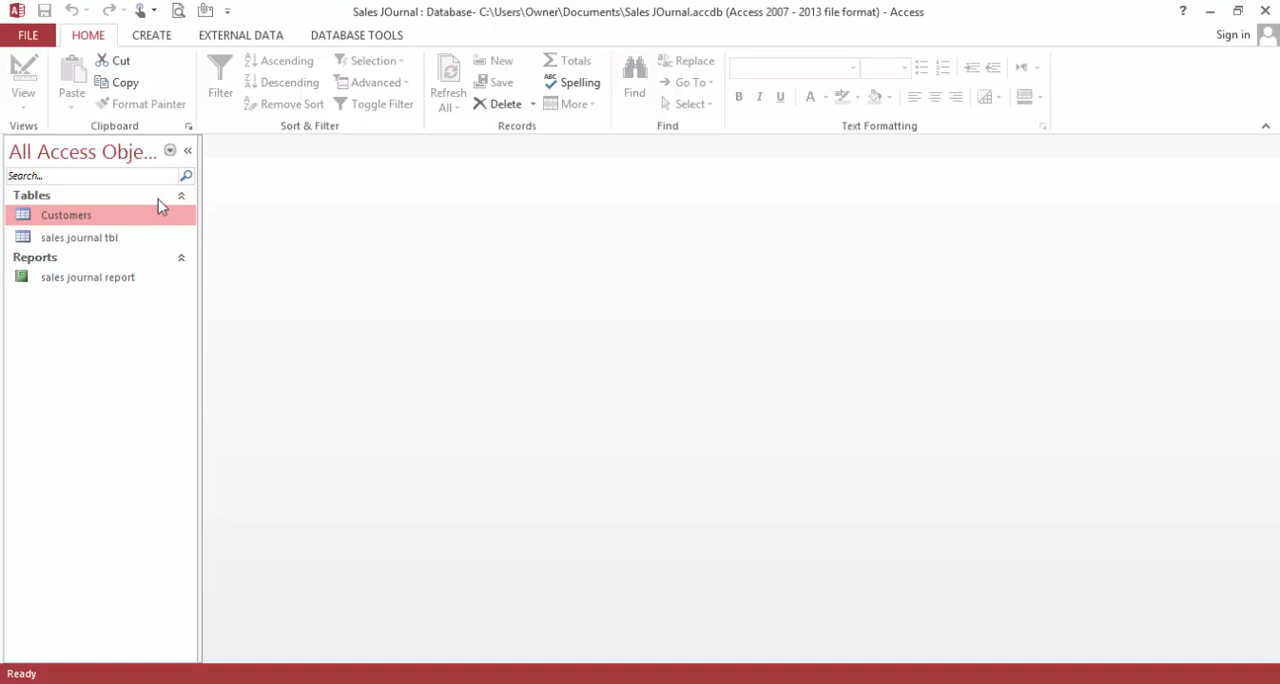 Sales JOurnal : Database- C:\Users\Owner\Documents\Sales JOurnal.accdb (Access 2007 - 2013 file format) - Access
?
FILE HOME CREATE EXTERNAL DATA DATABASE TOOLS Sign in
View
Views
Paste
Cut
Copy
Format Painter
Clipboard
Filter
Ascending
Descending
Remove Sort
Selection
Advanced
Toggle Filter
Sort & Filter
Refresh
All
New
Save
Delete
Totals
Spelling
More
Records
Find
Replace
Go To
Select
Find
B I U A
Text Formatting
All Access Obje...
Search...
Tables
Customers
sales journal tbl
Reports
sales journal report
Ready